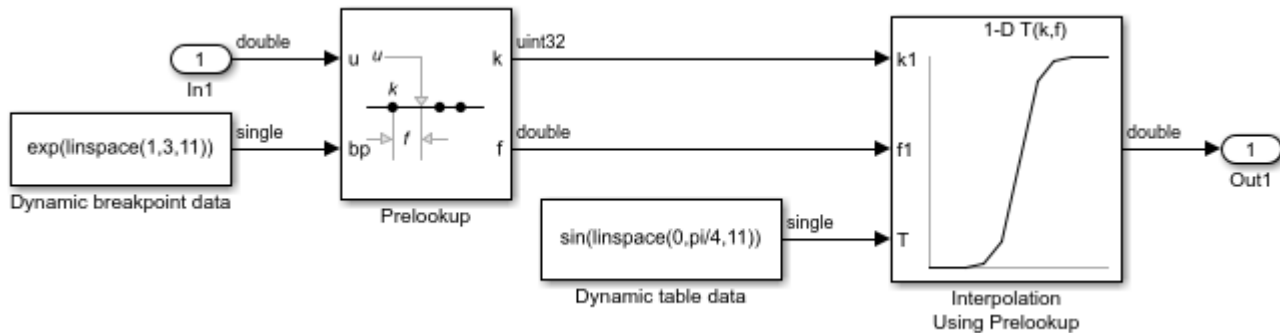 1
In1
double
exp(linspace(1,3,11))
Dynamic breakpoint data
single
u
bp
u
k
f
k
f
Prelookup
uint32
double
sin(linspace(0,pi/4,11))
Dynamic table data
single
1-D T(k,f)
k1
f1
T
Interpolation
Using Prelookup
double
1
Out1